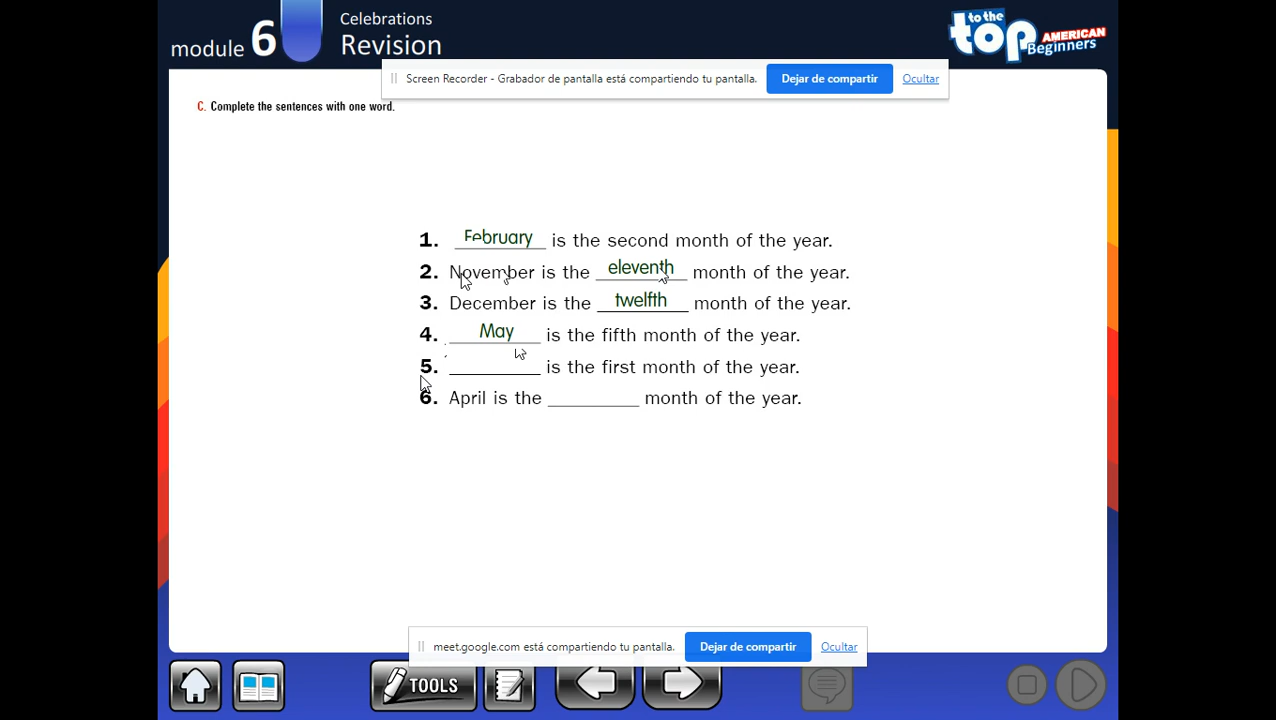 Celebrations
module 6 Revision
to the top AMERICAN Beginners
Screen Recorder - Grabador de pantalla está compartiendo tu pantalla. Dejar de compartir Ocultar
C. Complete the sentences with one word.
1. February is the second month of the year.
2. November is the eleventh month of the year.
3. December is the twelfth month of the year.
4. May is the fifth month of the year.
5. __________ is the first month of the year.
6. April is the __________ month of the year.
meet.google.com está compartiendo tu pantalla. Dejar de compartir Ocultar
TOOLS